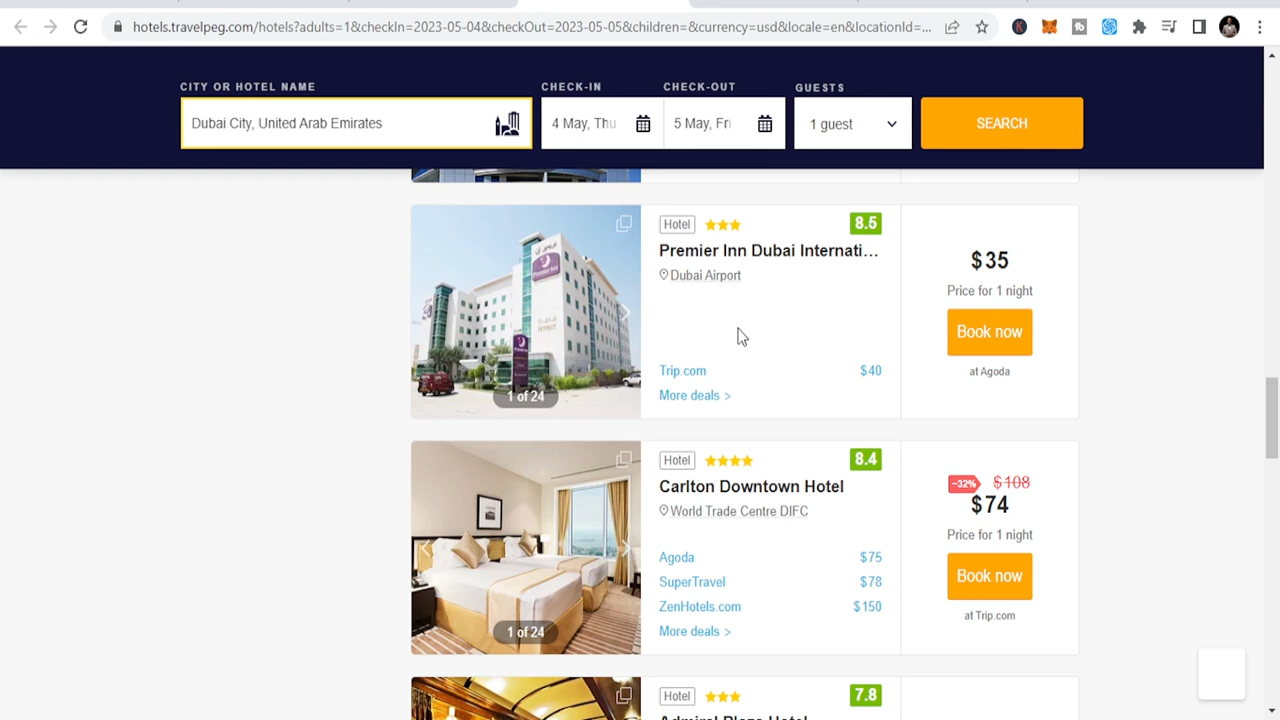 hotels.travelpeg.com/hotels?adults=1&checkIn=2023-05-04&checkOut=2023-05-05&children=&currency=usd&locale=en&locationId=...
CITY OR HOTEL NAME
CHECK-IN
CHECK-OUT
GUESTS
Dubai City, United Arab Emirates
4 May, Thu
5 May, Fri
1 guest
SEARCH
Hotel
8.5
Premier Inn Dubai Internati...
Dubai Airport
Trip.com $40
More deals >
1 of 24
$35
Price for 1 night
Book now
at Agoda
Hotel
8.4
Carlton Downtown Hotel
World Trade Centre DIFC
Agoda $75
SuperTravel $78
ZenHotels.com $150
More deals >
1 of 24
-32% $108
$74
Price for 1 night
Book now
at Trip.com
Hotel
7.8
Admiral Plaza Hotel